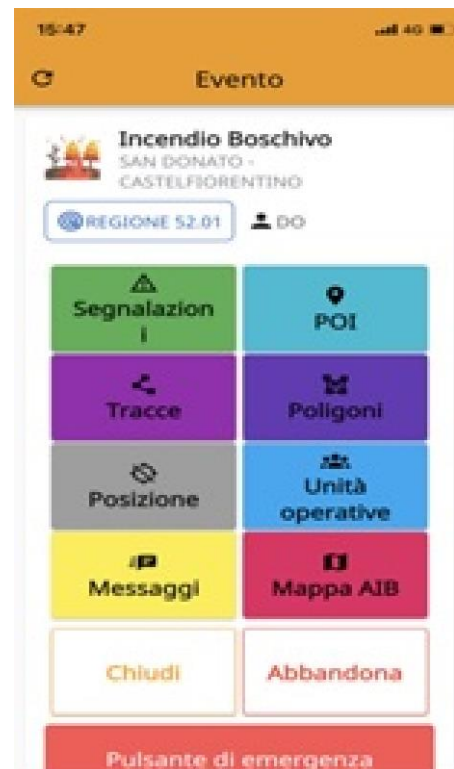 15:47
4G
Evento
Incendio Boschivo
SAN DONATO -
CASTELFIORENTINO
REGIONE 52.01
DO
Segnalazion
i
POI
Tracce
Poligoni
Posizione
Unità
operative
Messaggi
Mappa AIB
Chiudi
Abbandona
Pulsante di emergenza